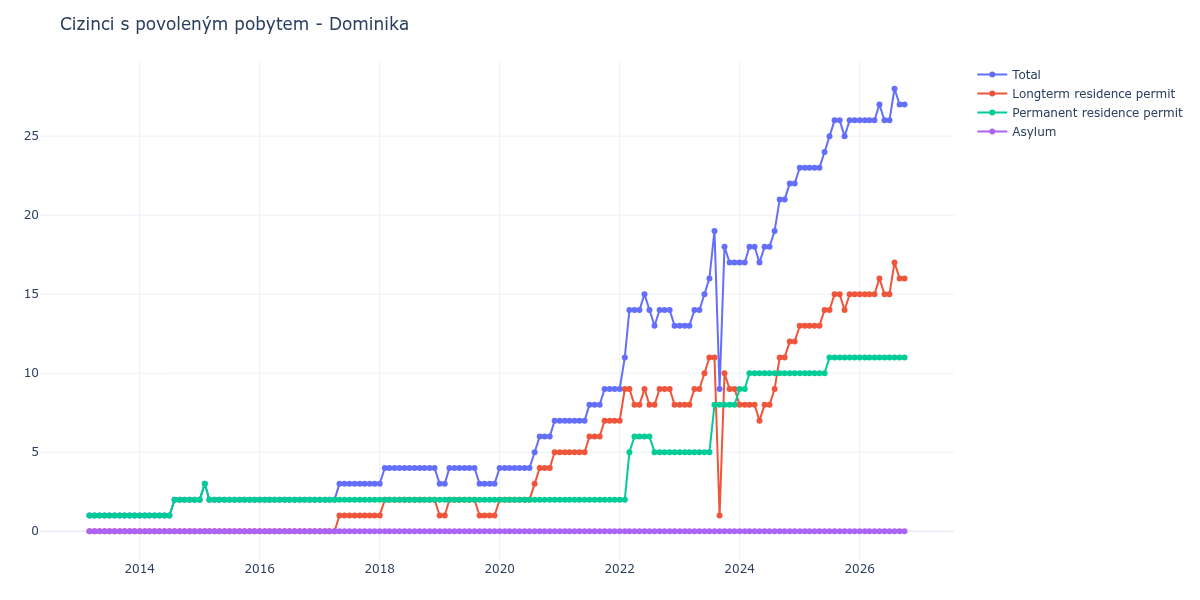 Cizinci s povoleným pobytem - Dominika
Total
Longterm residence permit
Permanent residence permit
Asylum
25
20
15
10
5
0
2014
2016
2018
2020
2022
2024
2026